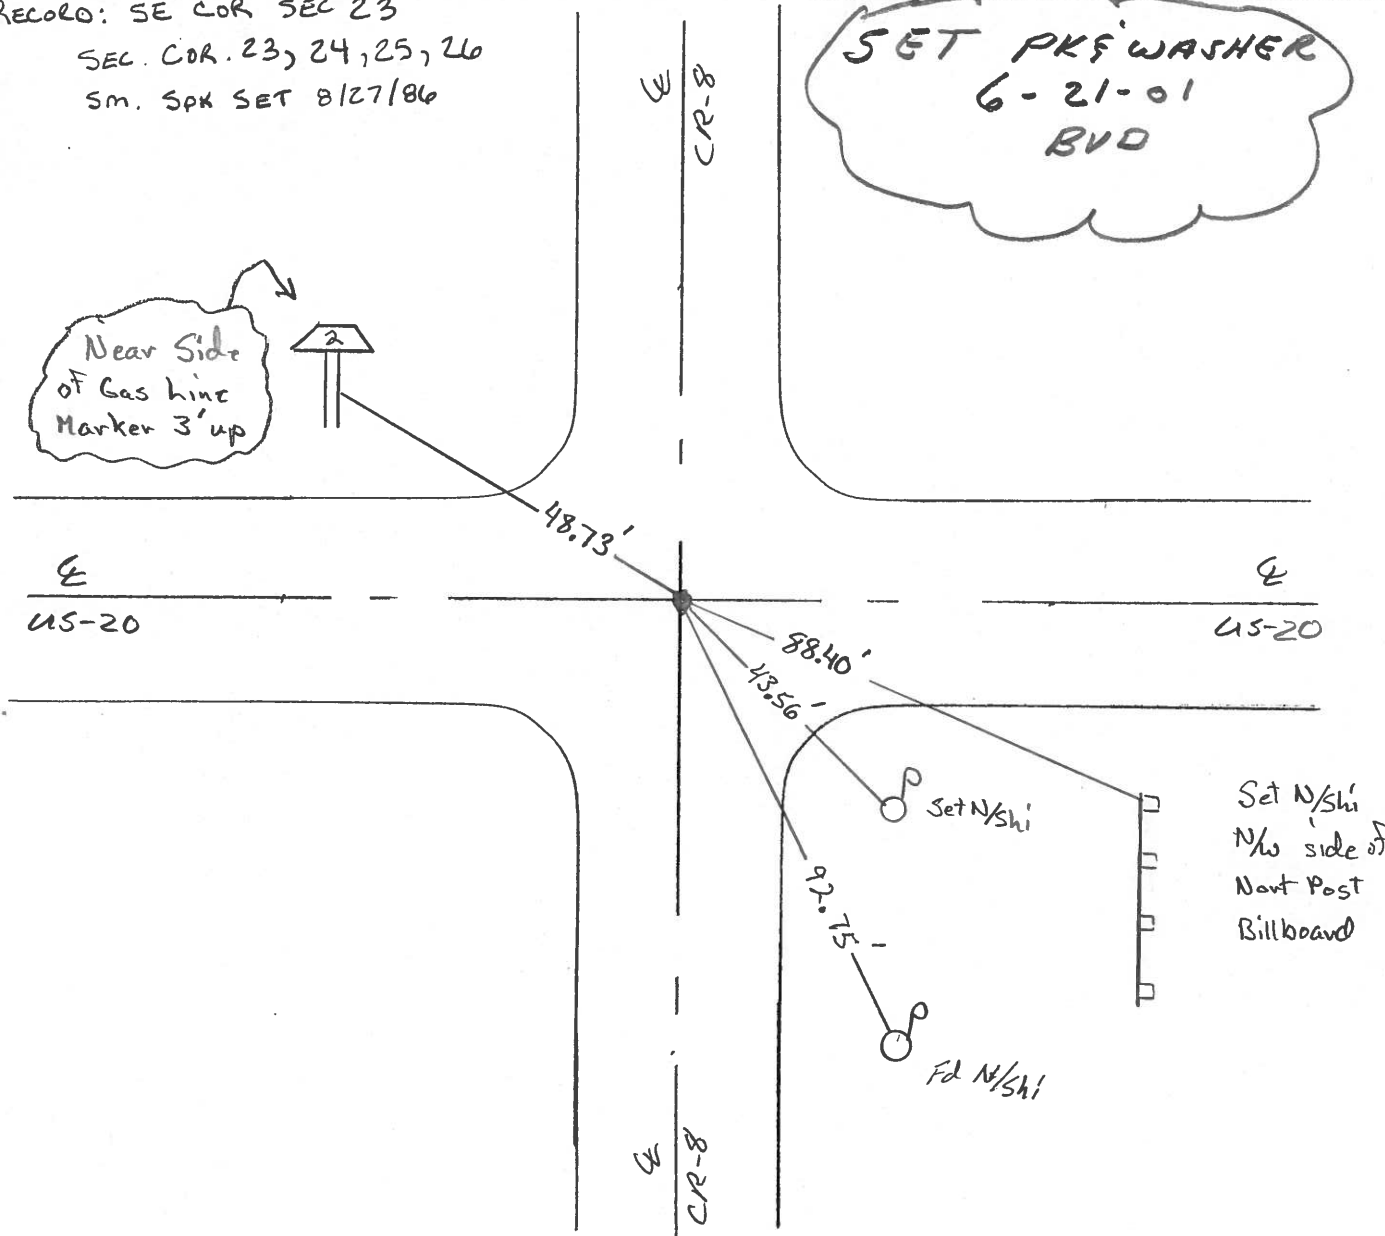 RECORD: SE COR SEC 23
SEC. COR. 23, 24, 25, 26
Sm. SPK SET 8/27/86
SET PK & WASHER
6-21-01
BVD
℄
CR-8
Near Side
of Gas Line
Marker 3' up
2
48.73'
℄
US-20
℄
US-20
88.40'
43.56'
92.75'
Set N/Shi
Set N/Shi
N/W side of
Nort Post
Billboard
Fd N/Shi
℄
CR-8